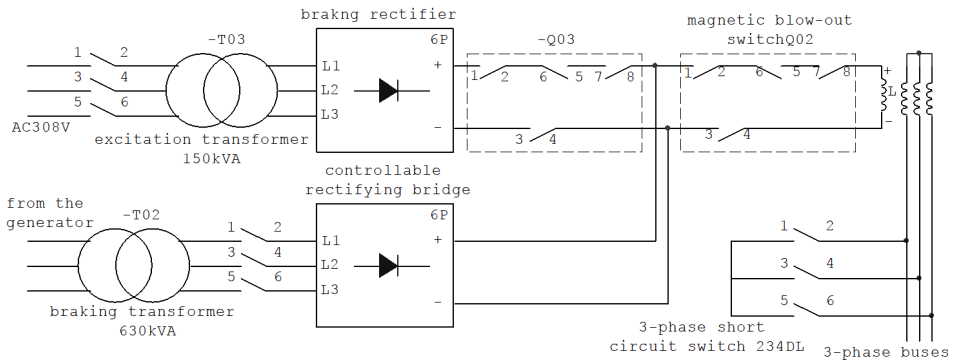 brakng rectifier
magnetic blow-out
switchQ02
-T03
6P
-Q03
1 2
3 4
5 6
L1
L2
L3
+
-
1 2 6 5 7 8
3 4
1 2 6 5 7 8
3 4
+
L
-
AC308V
excitation transformer
150kVA
controllable
rectifying bridge
from the
generator
-T02
6P
1 2
3 4
5 6
L1
L2
L3
+
-
braking transformer
630kVA
1 2
3 4
5 6
3-phase short
circuit switch 234DL
3-phase buses